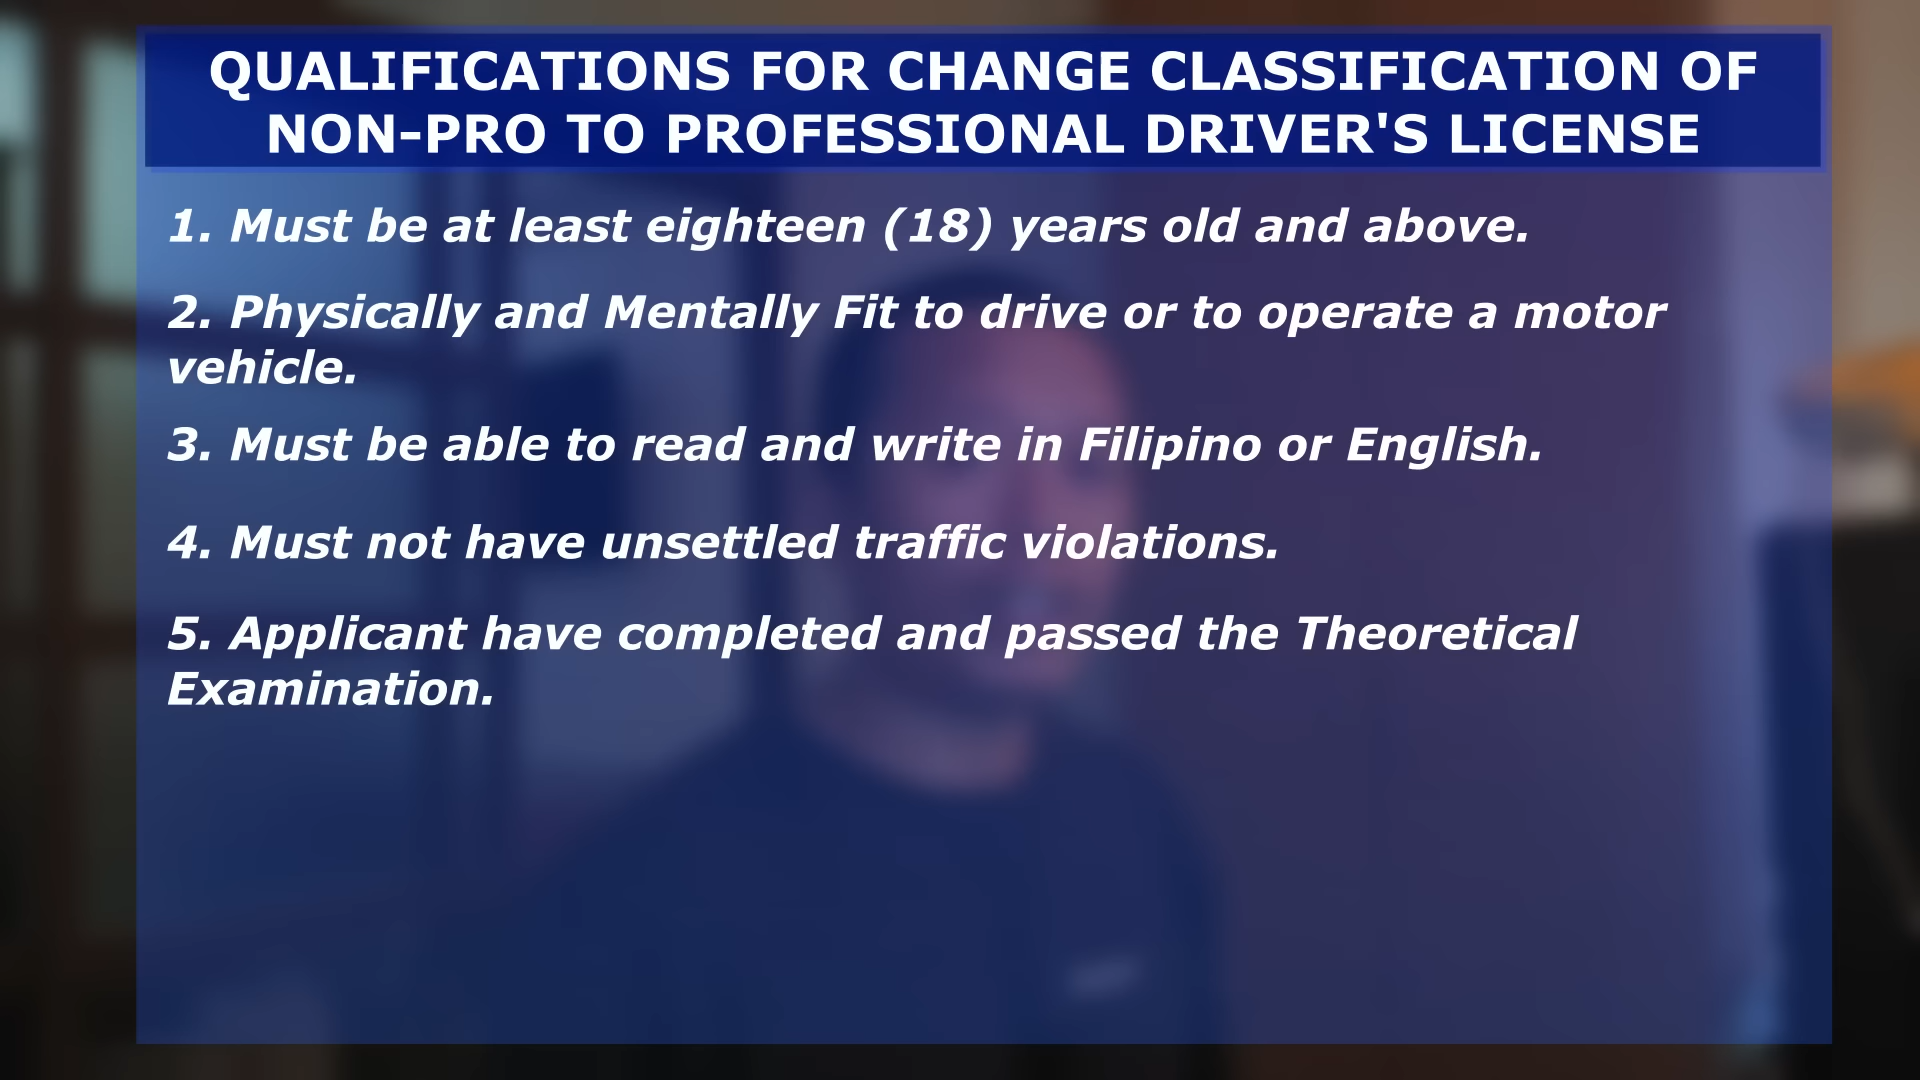 QUALIFICATIONS FOR CHANGE CLASSIFICATION OF
NON-PRO TO PROFESSIONAL DRIVER'S LICENSE
1. Must be at least eighteen (18) years old and above.
2. Physically and Mentally Fit to drive or to operate a motor
vehicle.
3. Must be able to read and write in Filipino or English.
4. Must not have unsettled traffic violations.
5. Applicant have completed and passed the Theoretical
Examination.